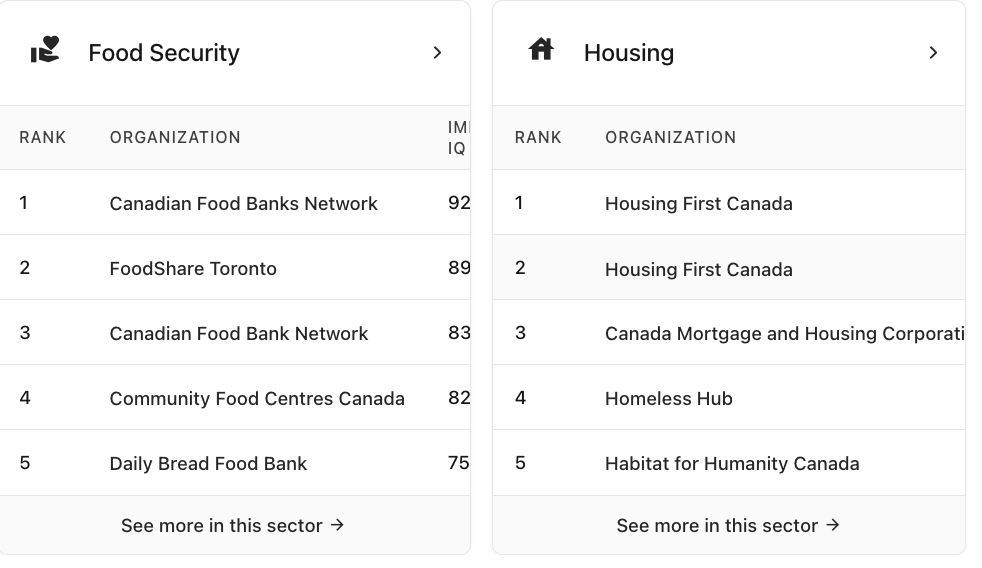 Food Security
RANK ORGANIZATION IQ
1 Canadian Food Banks Network 92
2 FoodShare Toronto 89
3 Canadian Food Bank Network 83
4 Community Food Centres Canada 82
5 Daily Bread Food Bank 75
See more in this sector →
Housing
RANK ORGANIZATION
1 Housing First Canada
2 Housing First Canada
3 Canada Mortgage and Housing Corporati
4 Homeless Hub
5 Habitat for Humanity Canada
See more in this sector →